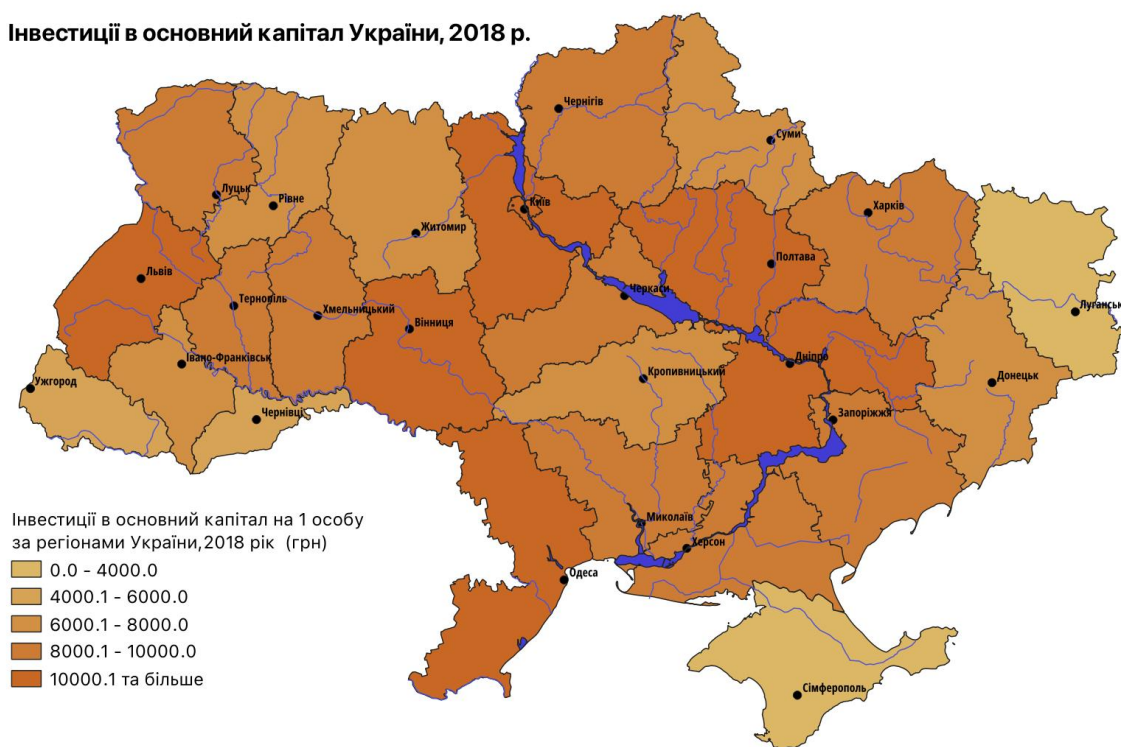 Інвестиції в основний капітал України, 2018 р.
Чернігів
Суми
Луцьк
Рівне
Київ
Харків
Житомир
Львів
Полтава
Тернопіль
Черкаси
Хмельницький
Луганськ
Вінниця
Івано-Франківськ
Дніпро
Кропивницький
Ужгород
Донецьк
Чернівці
Запоріжжя
Інвестиції в основний капітал на 1 особу
за регіонами України,2018 рік (грн)
0.0 - 4000.0
4000.1 - 6000.0
6000.1 - 8000.0
8000.1 - 10000.0
10000.1 та більше
Миколаїв
Херсон
Одеса
Сімферополь